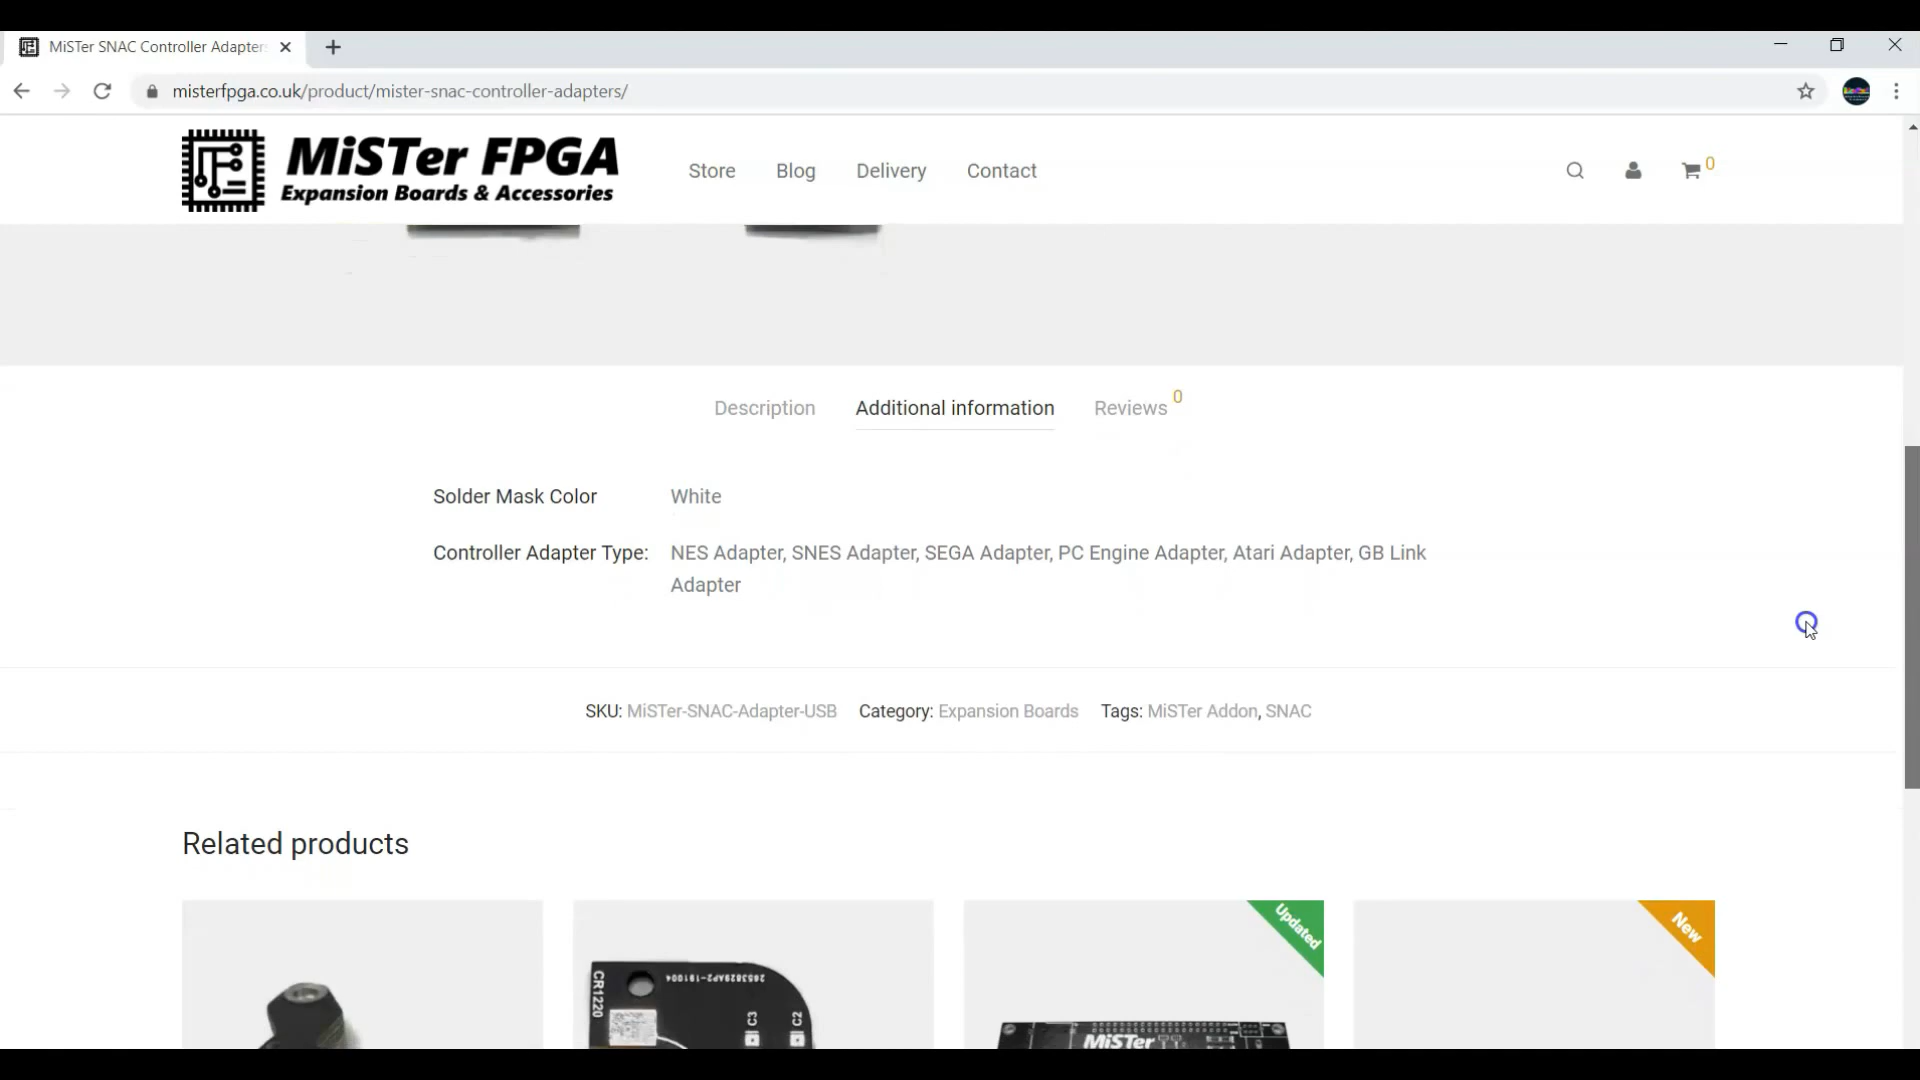 MiSTer SNAC Controller Adapter
misterfpga.co.uk/product/mister-snac-controller-adapters/
MiSTer FPGA
Expansion Boards & Accessories
Store Blog Delivery Contact
0
Description Additional information Reviews 0
Solder Mask Color White
Controller Adapter Type: NES Adapter, SNES Adapter, SEGA Adapter, PC Engine Adapter, Atari Adapter, GB Link
Adapter
SKU: MiSTer-SNAC-Adapter-USB Category: Expansion Boards Tags: MiSTer Addon, SNAC
Related products
Updated
New
CR1220
C3
C2
MiSTer